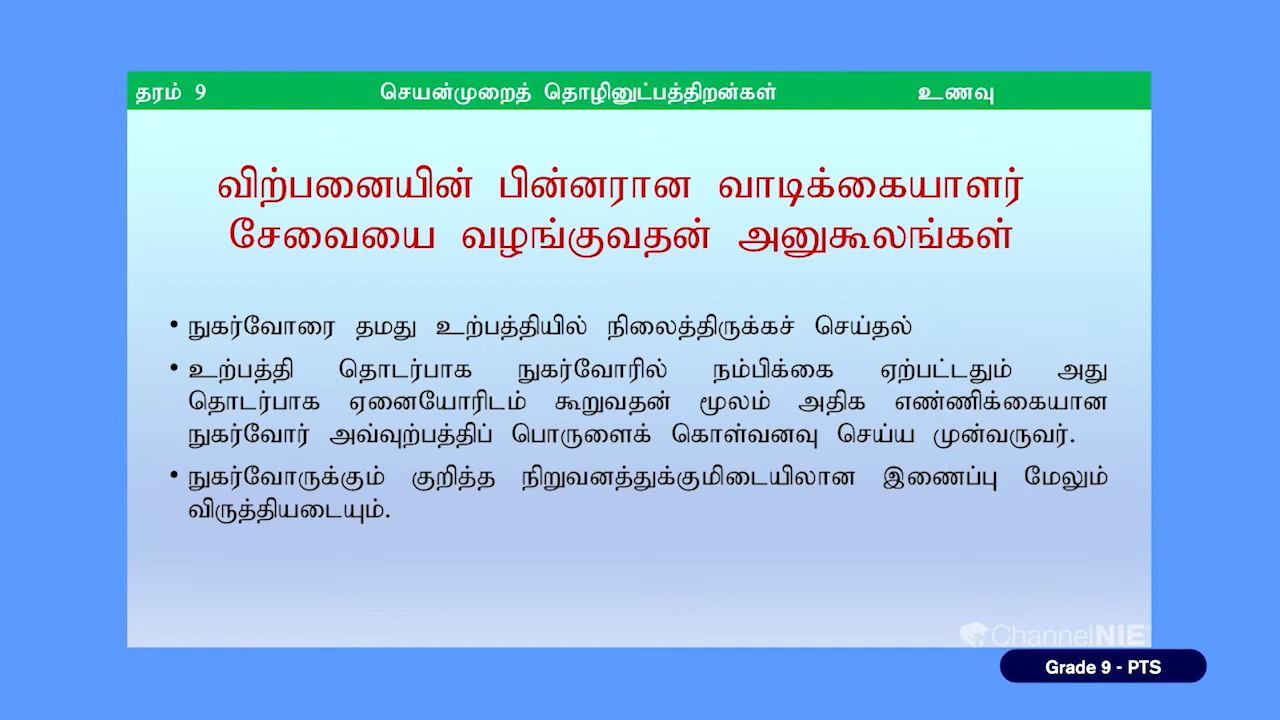 தரம் 9 செயன்முறைத் தொழினுட்பத்திறன்கள் உணவு
விற்பனையின் பின்னரான வாடிக்கையாளர்
சேவையை வழங்குவதன் அனுகூலங்கள்
• நுகர்வோரை தமது உற்பத்தியில் நிலைத்திருக்கச் செய்தல்
• உற்பத்தி தொடர்பாக நுகர்வோரில் நம்பிக்கை ஏற்பட்டதும் அது
தொடர்பாக ஏனையோரிடம் கூறுவதன் மூலம் அதிக எண்ணிக்கையான
நுகர்வோர் அவ்வுற்பத்திப் பொருளைக் கொள்வனவு செய்ய முன்வருவர்.
• நுகர்வோருக்கும் குறித்த நிறுவனத்துக்குமிடையிலான இணைப்பு மேலும்
விருத்தியடையும்.
ChannelNIE
Grade 9 - PTS